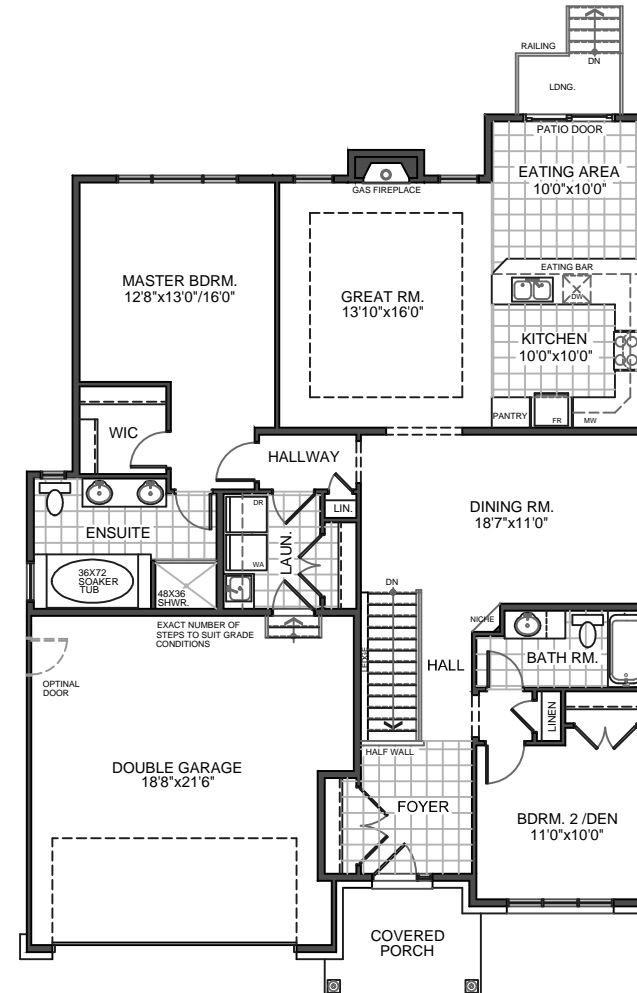 RAILING
DN
LDNG.
PATIO DOOR
EATING AREA
10'0"x10'0"
GAS FIREPLACE
EATING BAR
MASTER BDRM.
12'8"x13'0"/16'0"
GREAT RM.
13'10"x16'0"
DW
KITCHEN
10'0"x10'0"
PANTRY
FR
MW
WIC
HALLWAY
DR
LIN.
DINING RM.
18'7"x11'0"
ENSUITE
LAUN.
WA
36X72
SOAKER
TUB
48X36
SHWR.
DN
EXACT NUMBER OF
STEPS TO SUIT GRADE
CONDITIONS
NICHE
BATH RM.
LEDGE
HALL
OPTINAL
DOOR
LINEN
HALF WALL
DOUBLE GARAGE
18'8"x21'6"
FOYER
BDRM. 2 /DEN
11'0"x10'0"
COVERED
PORCH